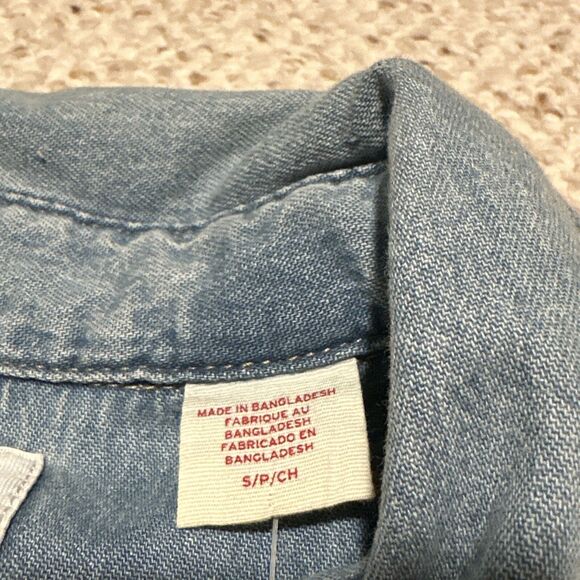 MADE IN BANGLADESH
FABRIQUE AU
BANGLADESH
FABRICADO EN
BANGLADESH
S/P/CH